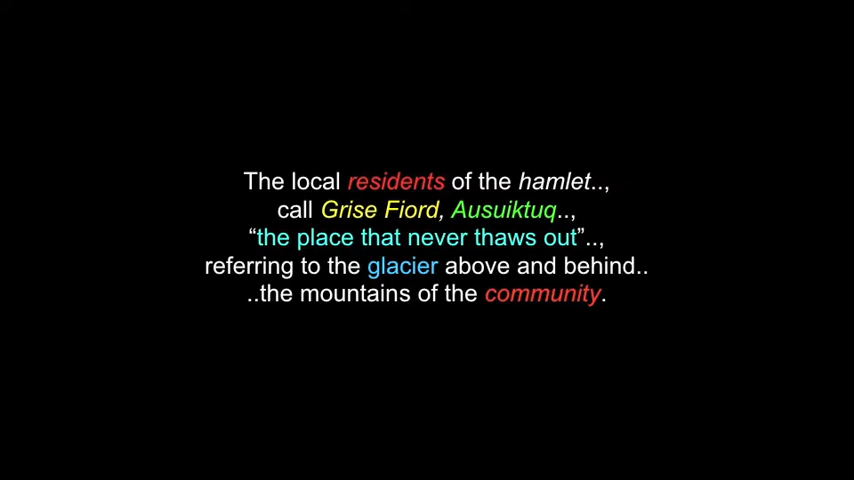 The local residents of the hamlet..,
call Grise Fiord, Ausuiktuq..,
“the place that never thaws out”..,
referring to the glacier above and behind..
..the mountains of the community.